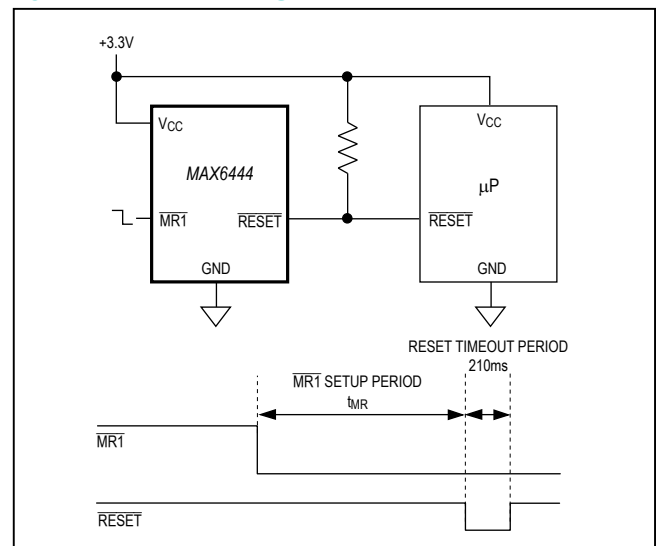 +3.3V
VCC
MAX6444
MR1
RESET
GND
VCC
μP
RESET
GND
RESET TIMEOUT PERIOD
210ms
MR1 SETUP PERIOD
tMR
MR1
RESET